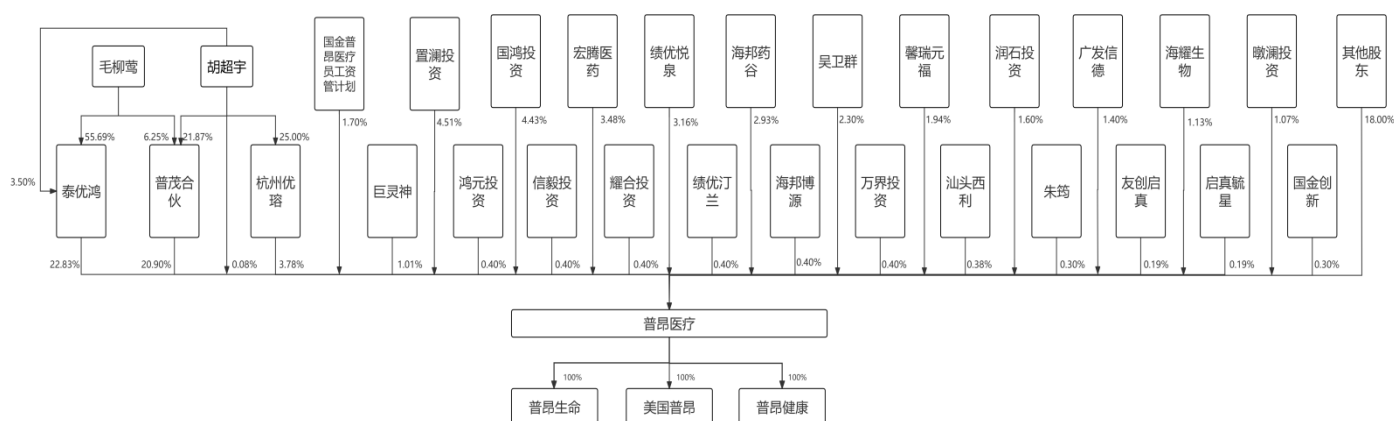 毛柳莺
胡超宇
国金普
昂医疗
员工资
管计划
置澜投
资
国鸿投
资
宏腾医
药
绩优悦
泉
海邦药
谷
吴卫群
馨瑞元
福
润石投
资
广发信
德
海耀生
物
暾澜投
资
其他股
东
55.69%
6.25%
21.87%
25.00%
1.70%
4.51%
4.43%
3.48%
3.16%
2.93%
2.30%
1.94%
1.60%
1.40%
1.13%
1.07%
18.00%
3.50%
泰优鸿
普茂合
伙
杭州优
瑢
巨灵神
鸿元投
资
信毅投
资
耀合投
资
绩优汀
兰
海邦博
源
万界投
资
汕头西
利
朱筠
友创启
真
启真毓
星
国金创
新
22.83%
20.90%
0.08%
3.78%
1.01%
0.40%
0.40%
0.40%
0.40%
0.40%
0.40%
0.38%
0.30%
0.19%
0.19%
0.30%
普昂医疗
100%
100%
100%
普昂生命
美国普昂
普昂健康